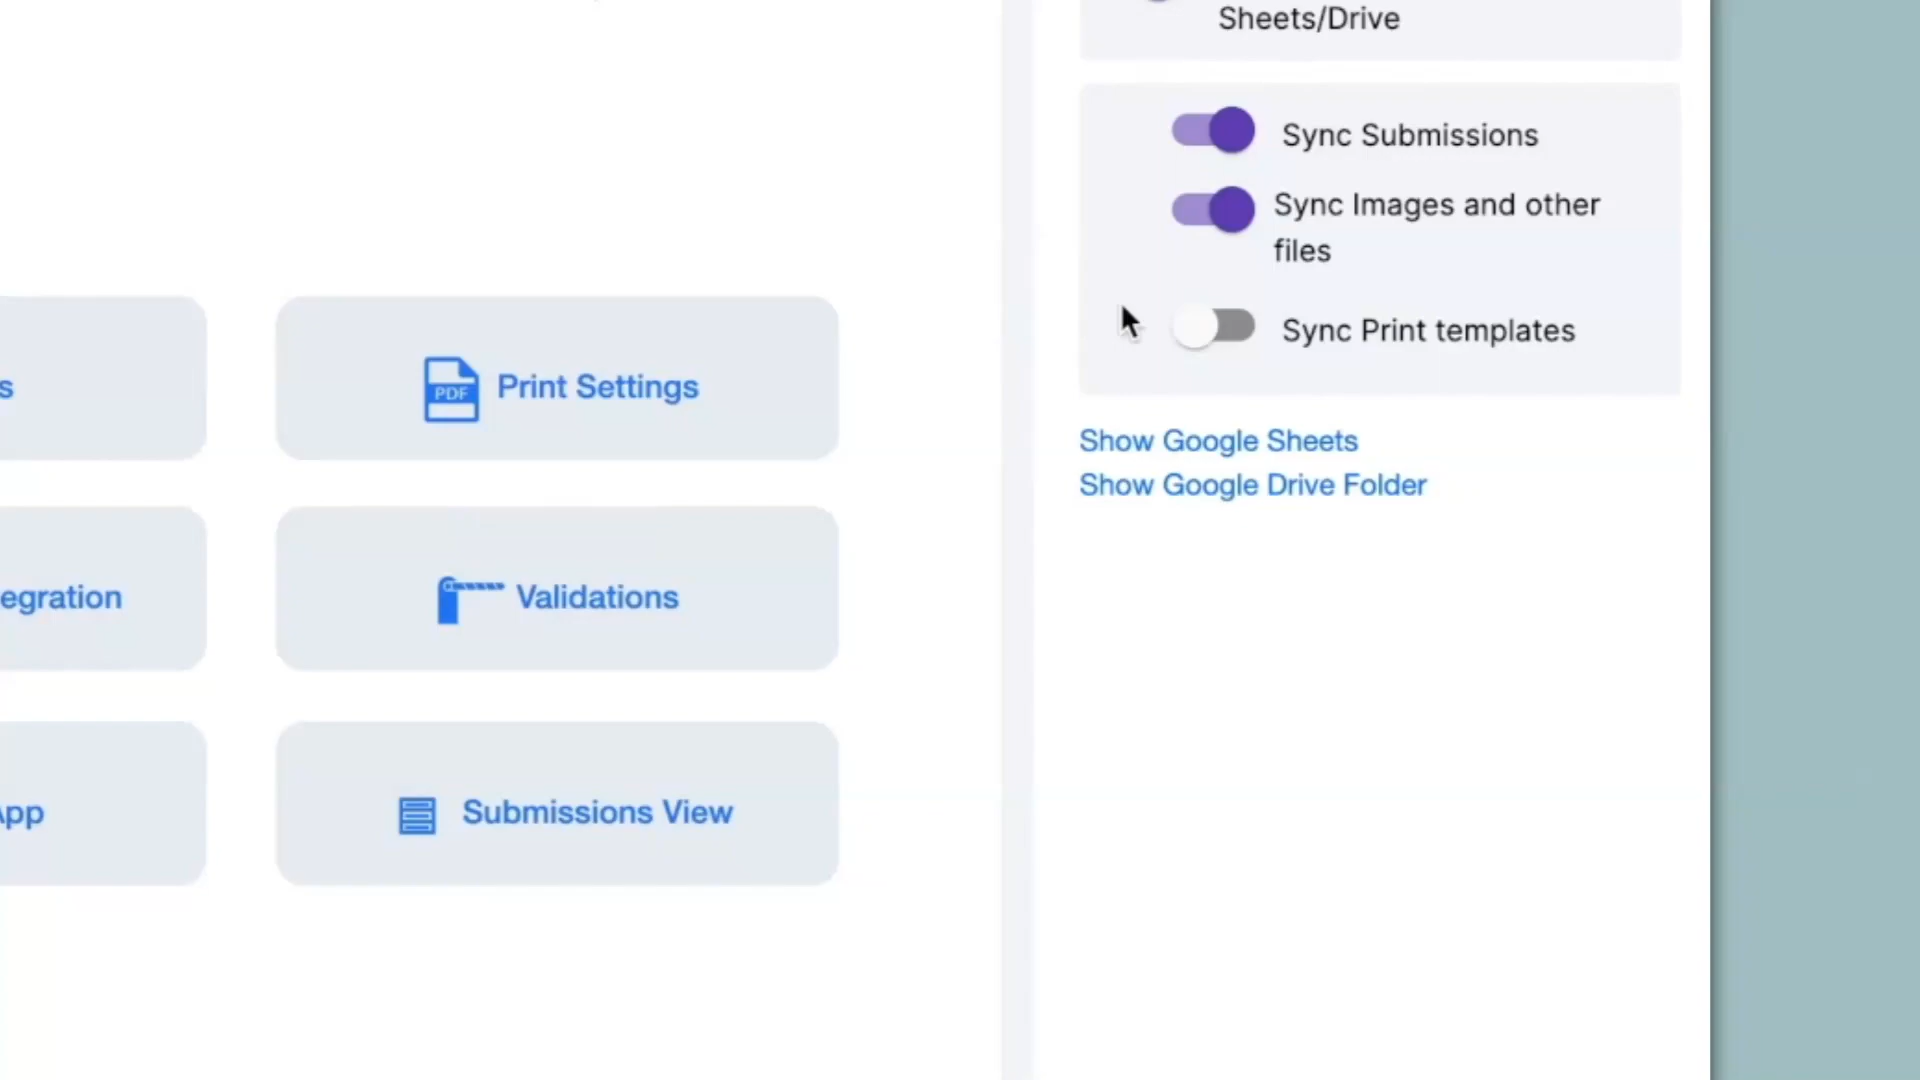 Sheets/Drive
Sync Submissions
Sync Images and other
files
Sync Print templates
Show Google Sheets
Show Google Drive Folder
s
PDF Print Settings
egration
Validations
App
Submissions View